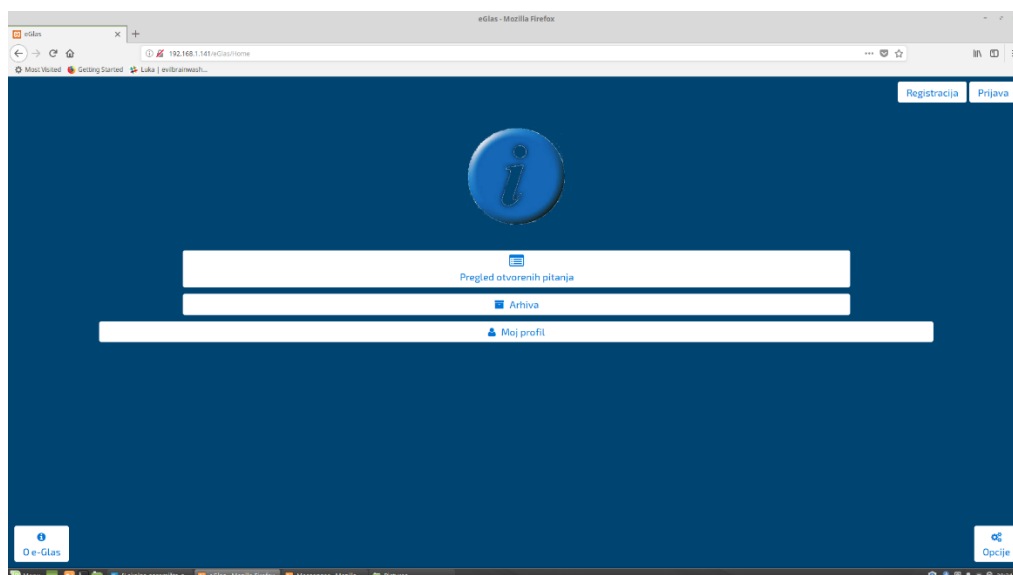 eGlas - Mozilla Firefox
eGlas
192.168.1.141/eGlas/Home
Most Visited Getting Started Luka | evilbrainwash...
Registracija Prijava
i
Pregled otvorenih pitanja
Arhiva
Moj profil
O e-Glas
Opcije